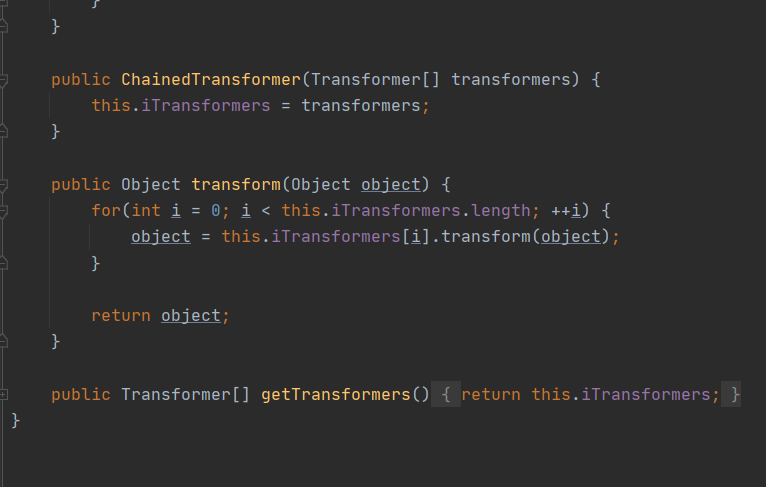 }
}
public ChainedTransformer(Transformer[] transformers) {
this.iTransformers = transformers;
}
public Object transform(Object object) {
for(int i = 0; i < this.iTransformers.length; ++i) {
object = this.iTransformers[i].transform(object);
}
return object;
}
public Transformer[] getTransformers() { return this.iTransformers; }
}